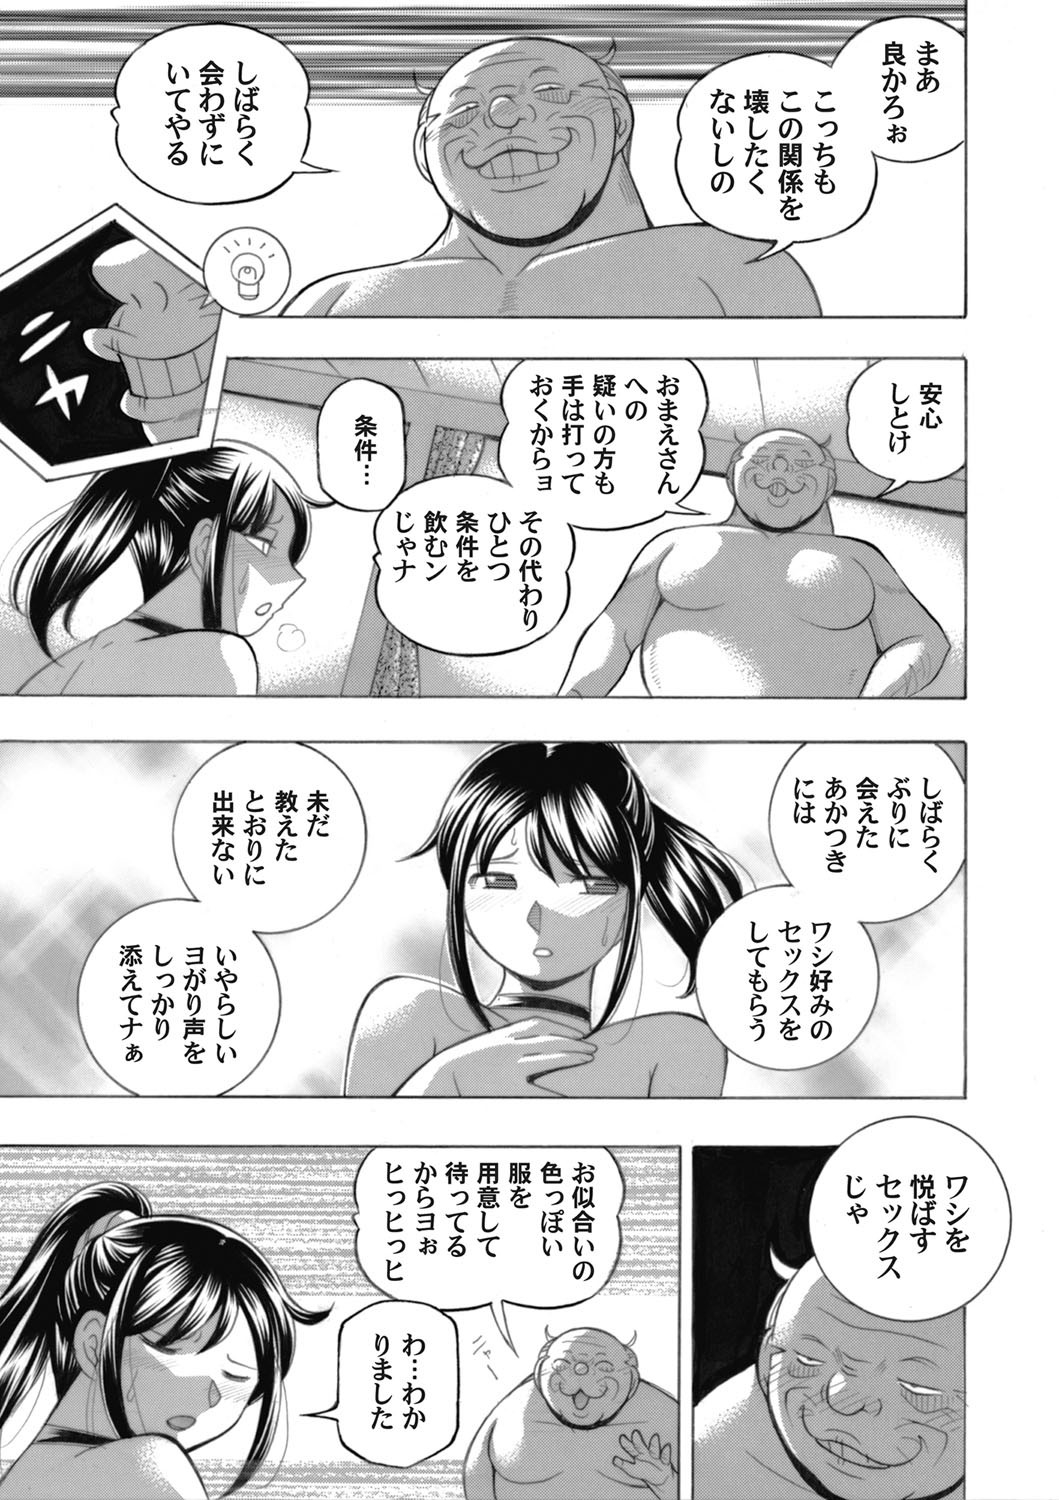 まあ
良かろぉ
こっちも
この関係を
壊したく
ないしの
しばらく
会わずに
いてやる
ニヤ
安心
しとけ
おまえさん
への
疑いの方も
手は打って
おくからヨ
その代わり
ひとつ
条件を
飲むン
じゃナ
条件…
しばらく
ぶりに
会えた
あかつき
には
ワシ好みの
セックスを
してもらう
未だ
教えた
とおりに
出来ない
いやらしい
ヨがり声を
しっかり
添えてナぁ
ワシを
悦ばす
セックス
じゃ
お似合いの
色っぽい
服を
用意して
待ってる
からヨぉ
ヒっヒっヒ
わ…わか
りました